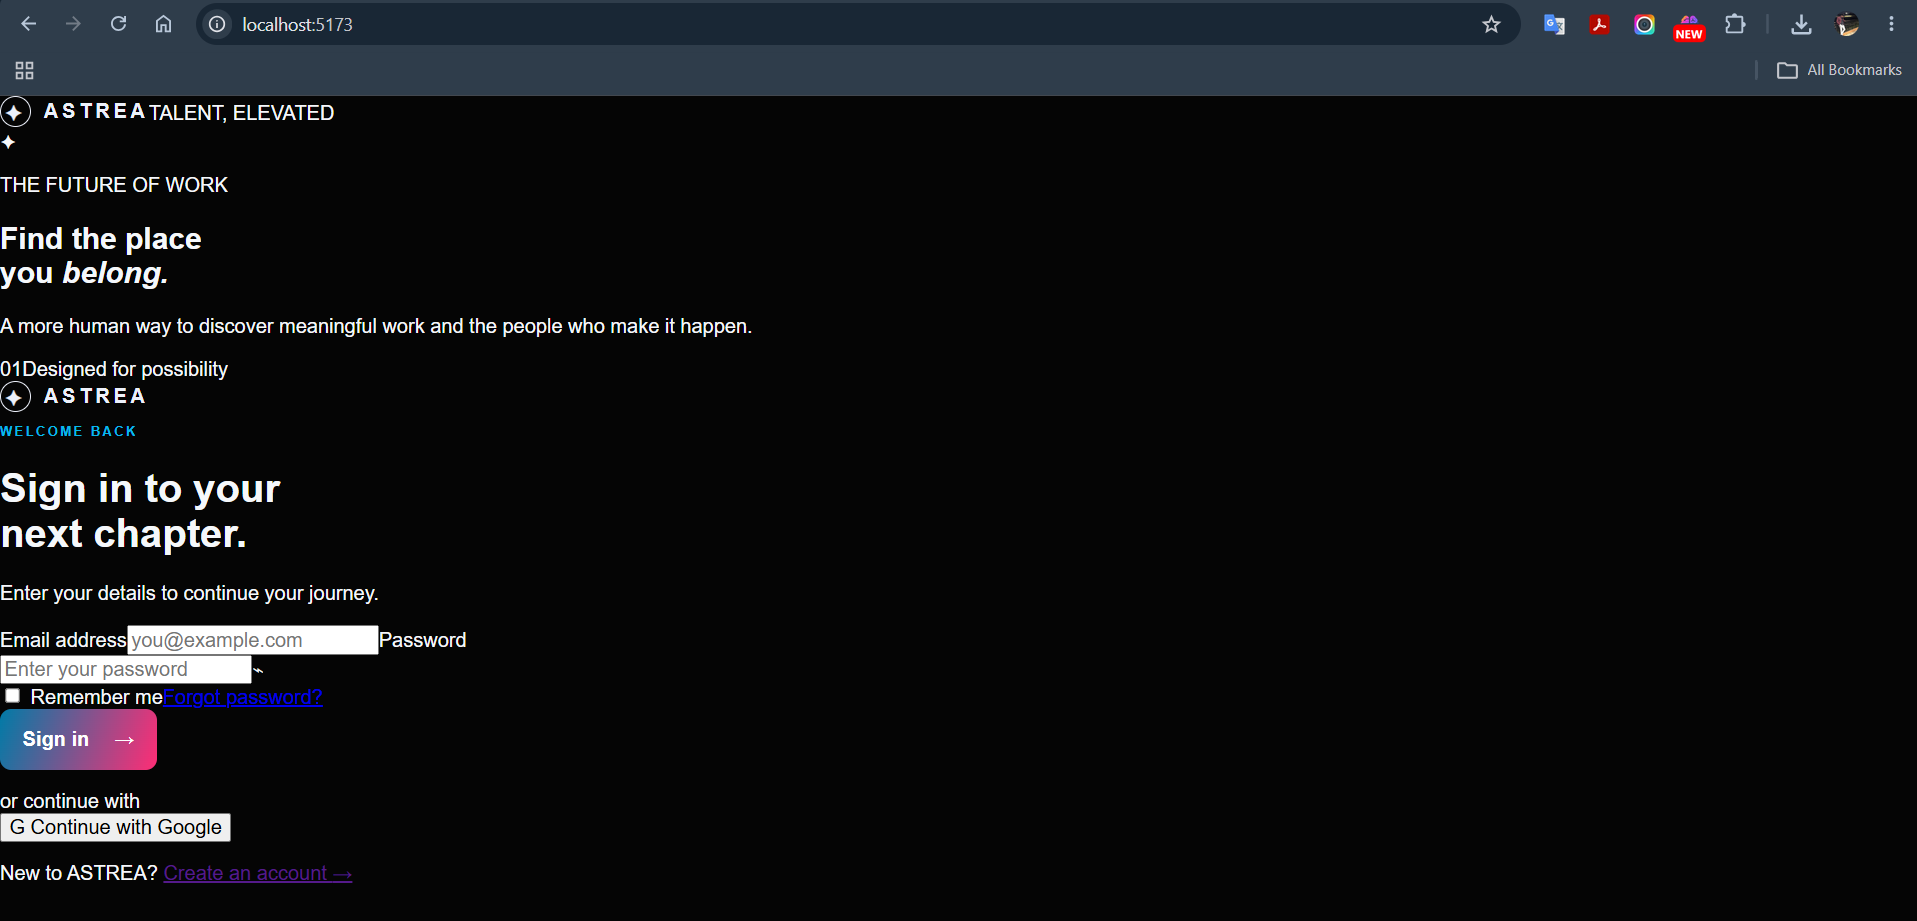 localhost:5173
NEW
All Bookmarks
ASTREA TALENT, ELEVATED
THE FUTURE OF WORK
Find the place
you belong.
A more human way to discover meaningful work and the people who make it happen.
01Designed for possibility
ASTREA
WELCOME BACK
Sign in to your
next chapter.
Enter your details to continue your journey.
Email address you@example.com Password
Enter your password
Remember me Forgot password?
Sign in →
or continue with
G Continue with Google
New to ASTREA? Create an account →